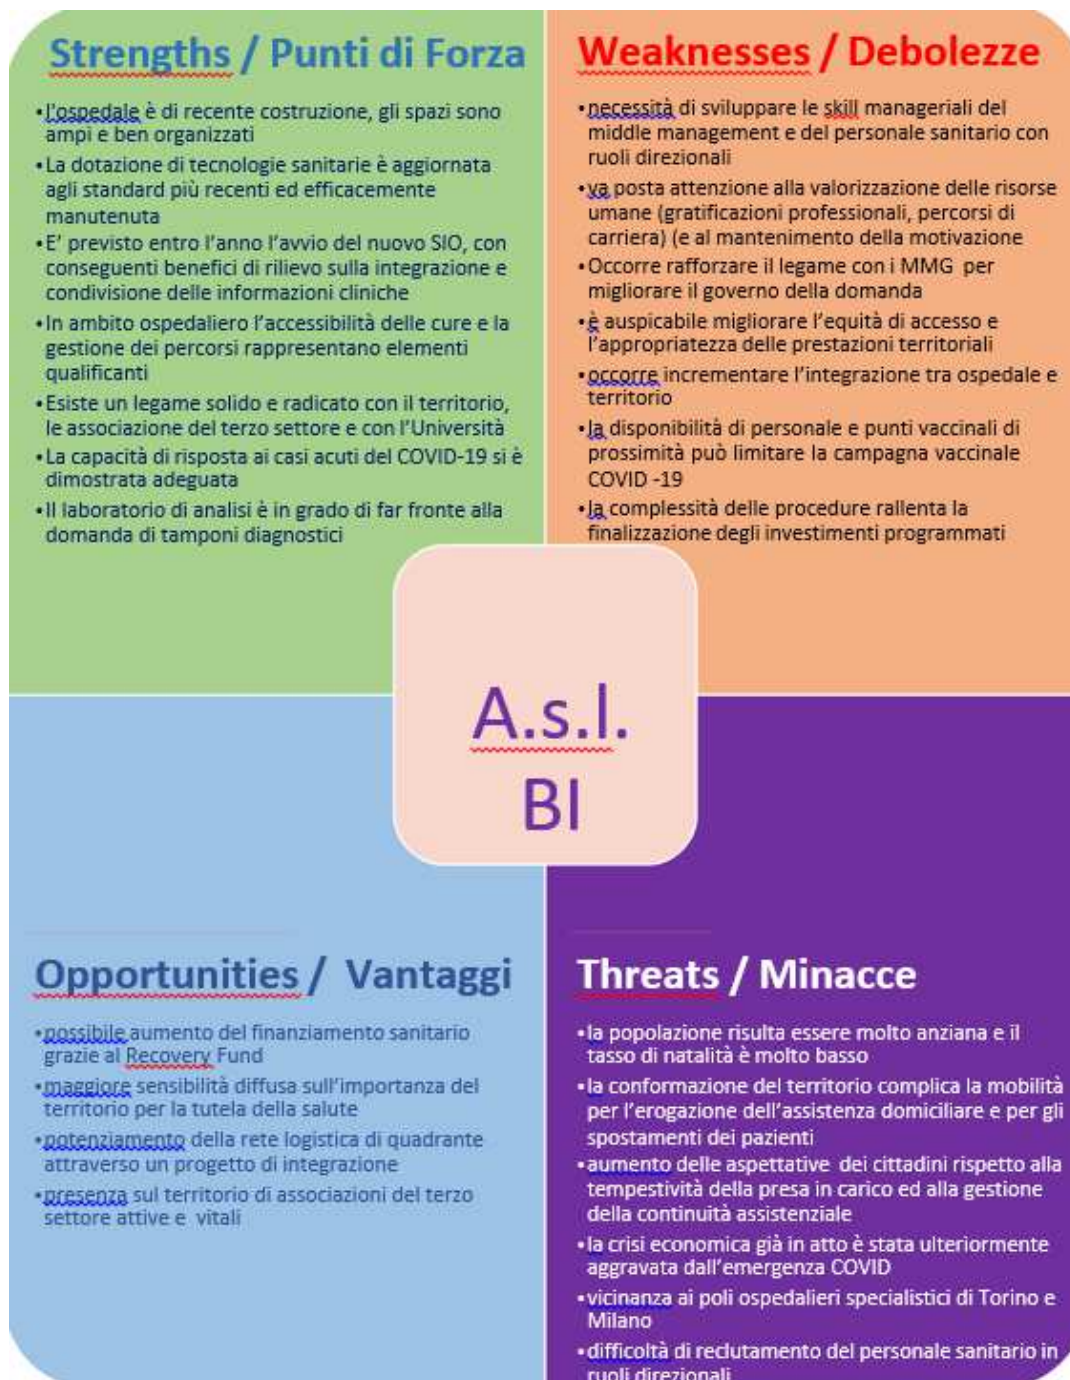 Strengths / Punti di Forza
•l'ospedale è di recente costruzione, gli spazi sono
ampi e ben organizzati
•La dotazione di tecnologie sanitarie è aggiornata
agli standard più recenti ed efficacemente
manutenuta
•E' previsto entro l'anno l'avvio del nuovo SIO, con
conseguenti benefici di rilievo sulla integrazione e
condivisione delle informazioni cliniche
•In ambito ospedaliero l'accessibilità delle cure e la
gestione dei percorsi rappresentano elementi
qualificanti
•Esiste un legame solido e radicato con il territorio,
le associazione del terzo settore e con l'Università
•La capacità di risposta ai casi acuti del COVID-19 si è
dimostrata adeguata
•Il laboratorio di analisi è in grado di far fronte alla
domanda di tamponi diagnostici
Weaknesses / Debolezze
•necessità di sviluppare le skill manageriali del
middle management e del personale sanitario con
ruoli direzionali
•va posta attenzione alla valorizzazione delle risorse
umane (gratificazioni professionali, percorsi di
carriera) (e al mantenimento della motivazione
•Occorre rafforzare il legame con i MMG per
migliorare il governo della domanda
•è auspicabile migliorare l'equità di accesso e
l'appropriatezza delle prestazioni territoriali
•occorre incrementare l'integrazione tra ospedale e
territorio
•la disponibilità di personale e punti vaccinali di
prossimità può limitare la campagna vaccinale
COVID -19
•la complessità delle procedure rallenta la
finalizzazione degli investimenti programmati
A.s.l.
BI
Opportunities / Vantaggi
•possibile aumento del finanziamento sanitario
grazie al Recovery Fund
•maggiore sensibilità diffusa sull'importanza del
territorio per la tutela della salute
•potenziamento della rete logistica di quadrante
attraverso un progetto di integrazione
•presenza sul territorio di associazioni del terzo
settore attive e vitali
Threats / Minacce
•la popolazione risulta essere molto anziana e il
tasso di natalità è molto basso
•la conformazione del territorio complica la mobilità
per l'erogazione dell'assistenza domiciliare e per gli
spostamenti dei pazienti
•aumento delle aspettative dei cittadini rispetto alla
tempestività della presa in carico ed alla gestione
della continuità assistenziale
•la crisi economica già in atto è stata ulteriormente
aggravata dall'emergenza COVID
•vicinanza ai poli ospedalieri specialistici di Torino e
Milano
•difficoltà di reclutamento del personale sanitario in
ruoli direzionali